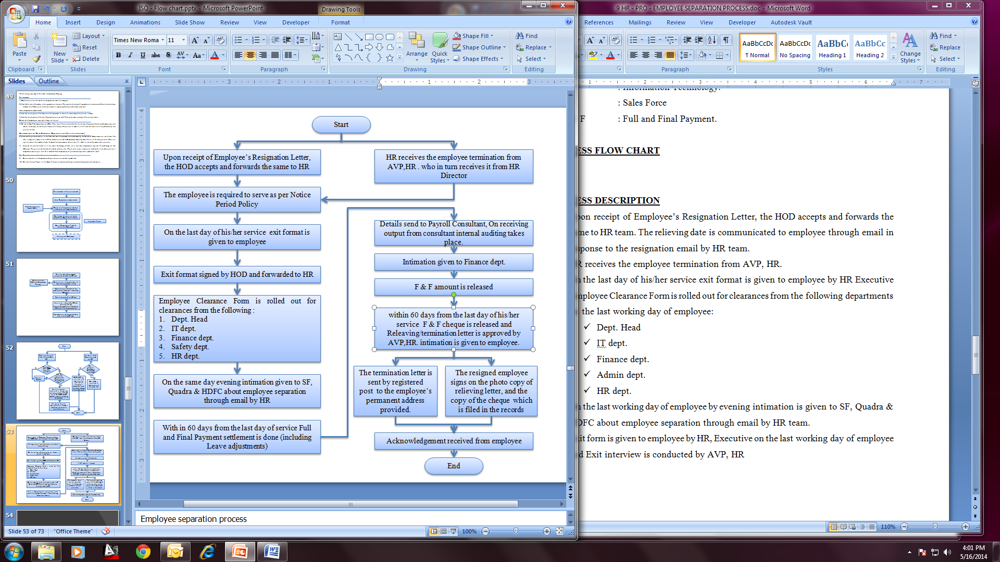 ISO - Flow chart.pptx - Microsoft PowerPoint
Drawing Tools
Home Insert Design Animations Slide Show Review View Developer Format
Paste
Clipboard
New Slide
Layout
Reset
Delete
Slides
Times New Roma 11
B I U abc S AV Aa A
Font
Paragraph
Arrange
Quick Styles
Shape Fill
Shape Outline
Shape Effects
Drawing
Find
Replace
Select
Editing
Slides Outline
49
50
51
52
53
54
Start
Upon receipt of Employee’s Resignation Letter,
the HOD accepts and forwards the same to HR
The employee is required to serve as per Notice
Period Policy
On the last day of his/her service exit format is
given to employee
Exit format signed by HOD and forwarded to HR
Employee Clearance Form is rolled out for
clearances from the following :
1. Dept. Head
2. IT dept.
3. Finance dept.
4. Safety dept.
5. HR dept.
On the same day evening intimation given to SF,
Quadra & HDFC about employee separation
through email by HR
With in 60 days from the last day of service Full
and Final Payment settlement is done (including
Leave adjustments)
HR receives the employee termination from
AVP,HR . who in turn receives it from HR
Director
Details send to Payroll Consultant, On receiving
output from consultant internal auditing takes
place.
Intimation given to Finance dept.
F & F amount is released
within 60 days from the last day of his/her
service F & F cheque is released and
Releaving/termination letter is approved by
AVP,HR. intimation is given to employee.
The termination letter is
sent by registered
post to the employee’s
permanent address
provided.
The resigned employee
signs on the photo copy of
relieving letter, and the
copy of the cheque which
is filed in the records
Acknowledgement received from employee
End
Employee separation process
Slide 53 of 73 "Office Theme" 100%
9 HR - PRO - EMPLOYEE SEPARATION PROCESS.doc - Microsoft Word
References Mailings Review View Developer Autodesk Vault
Paragraph
AaBbCcDc AaBbCcDc AaBbC AaBbCc
¶ Normal No Spacing Heading 1 Heading 2
Change Styles
Styles
Find
Replace
Select
Editing
: Information Technology.
: Sales Force
F : Full and Final Payment.
ESS FLOW CHART
ESS DESCRIPTION
pon receipt of Employee’s Resignation Letter, the HOD accepts and forwards the
me to HR team. The relieving date is communicated to employee through email in
sponse to the resignation email by HR team.
R receives the employee termination from AVP, HR.
n the last day of his/her service exit format is given to employee by HR Executive
mployee Clearance Form is rolled out for clearances from the following departments
the last working day of employee:
✓ Dept. Head
✓ IT dept.
✓ Finance dept.
✓ Admin dept.
✓ HR dept.
n the last working day of employee by evening intimation is given to SF, Quadra &
DFC about employee separation through email by HR team.
xit form is given to employee by HR, Executive on the last working day of employee
d Exit interview is conducted by AVP, HR
110%
4:01 PM
5/16/2014